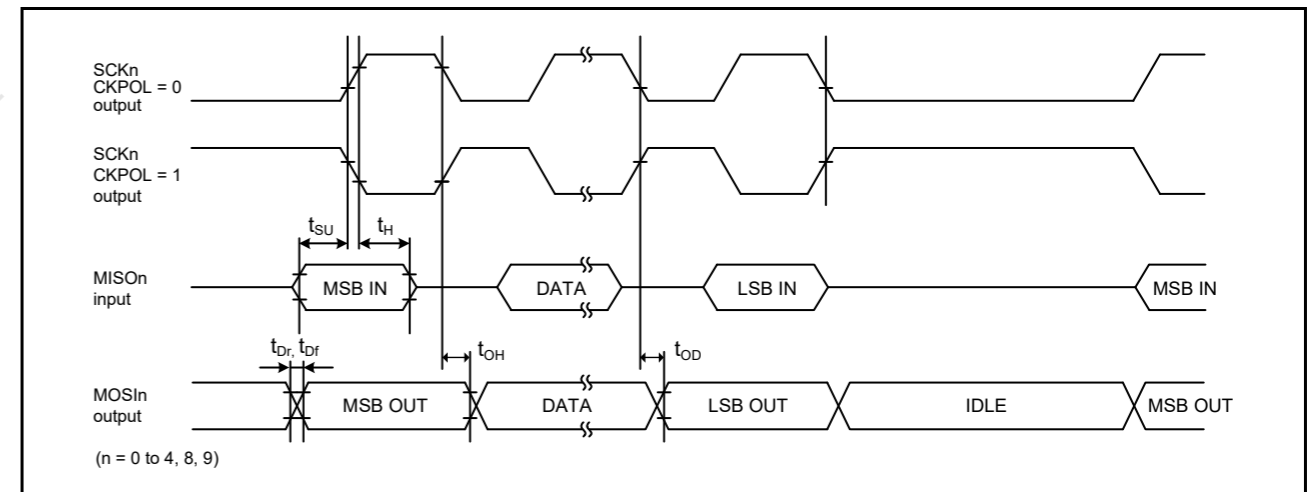 SCKn
CKPOL = 0
output
SCKn
CKPOL = 1
output
tSU
tH
MISOn
input
MSB IN
DATA
LSB IN
MSB IN
tDr, tDf
tOH
tOD
MOSIn
output
MSB OUT
DATA
LSB OUT
IDLE
MSB OUT
(n = 0 to 4, 8, 9)